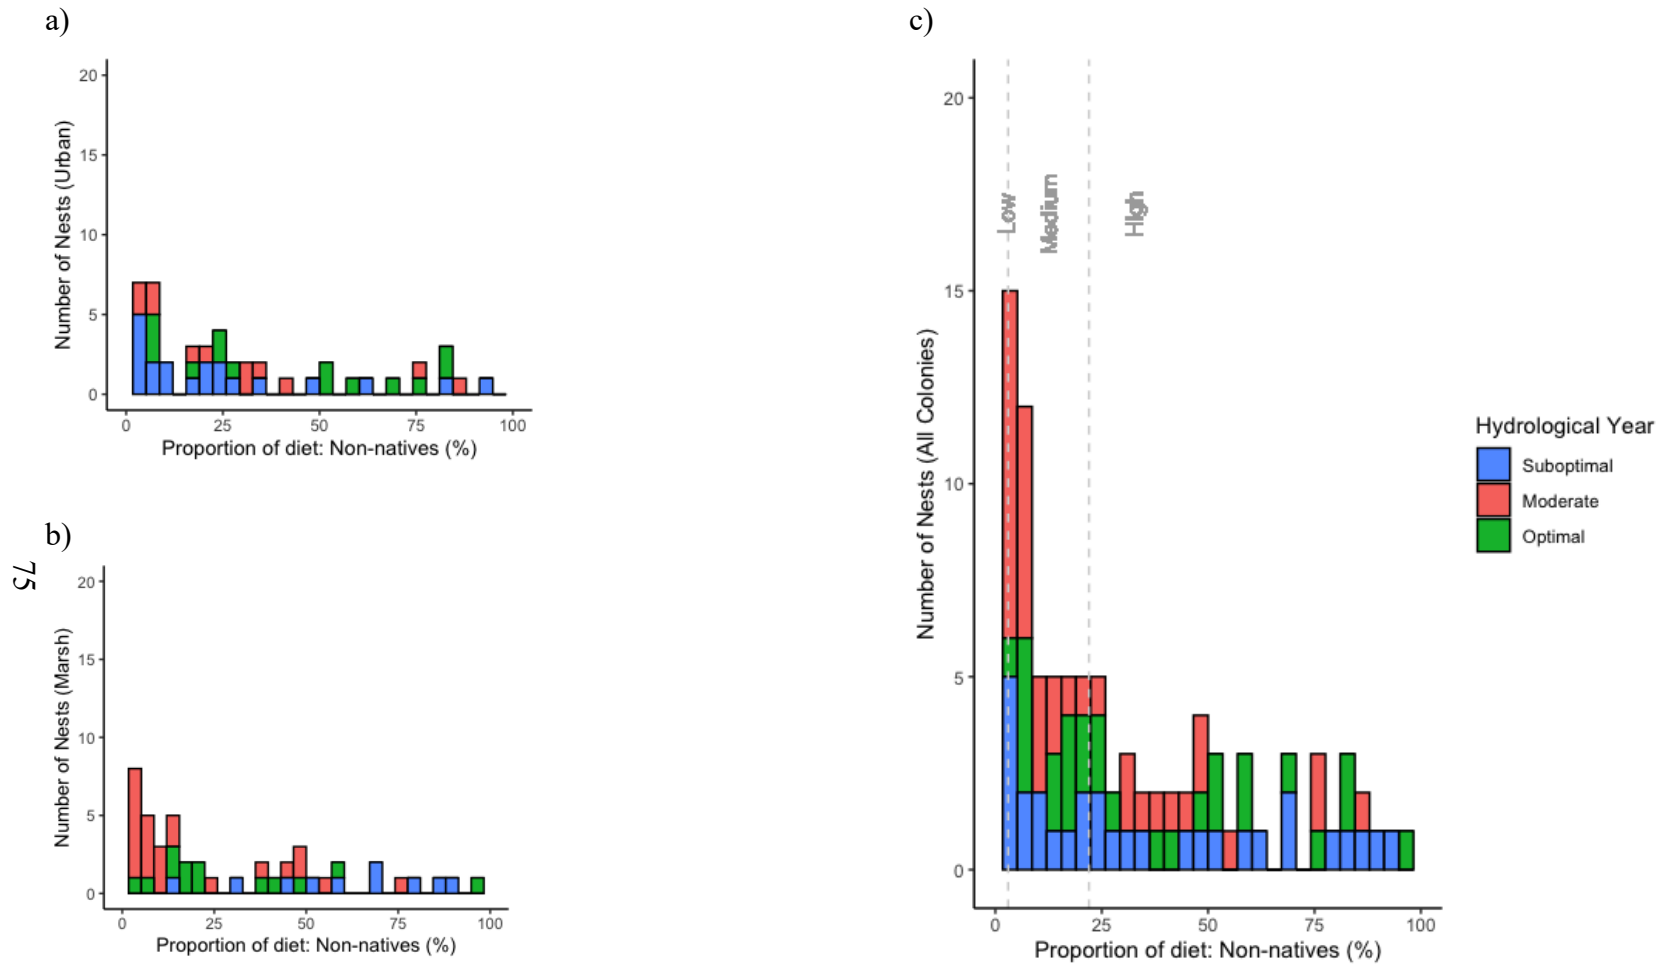 a)
20
15
10
5
0
Number of Nests (Urban)
0 25 50 75 100
Proportion of diet: Non-natives (%)
b)
75
20
15
10
5
0
Number of Nests (Marsh)
0 25 50 75 100
Proportion of diet: Non-natives (%)
c)
20
15
10
5
0
Number of Nests (All Colonies)
Low
Medium
High
0 25 50 75 100
Proportion of diet: Non-natives (%)
Hydrological Year
Suboptimal
Moderate
Optimal